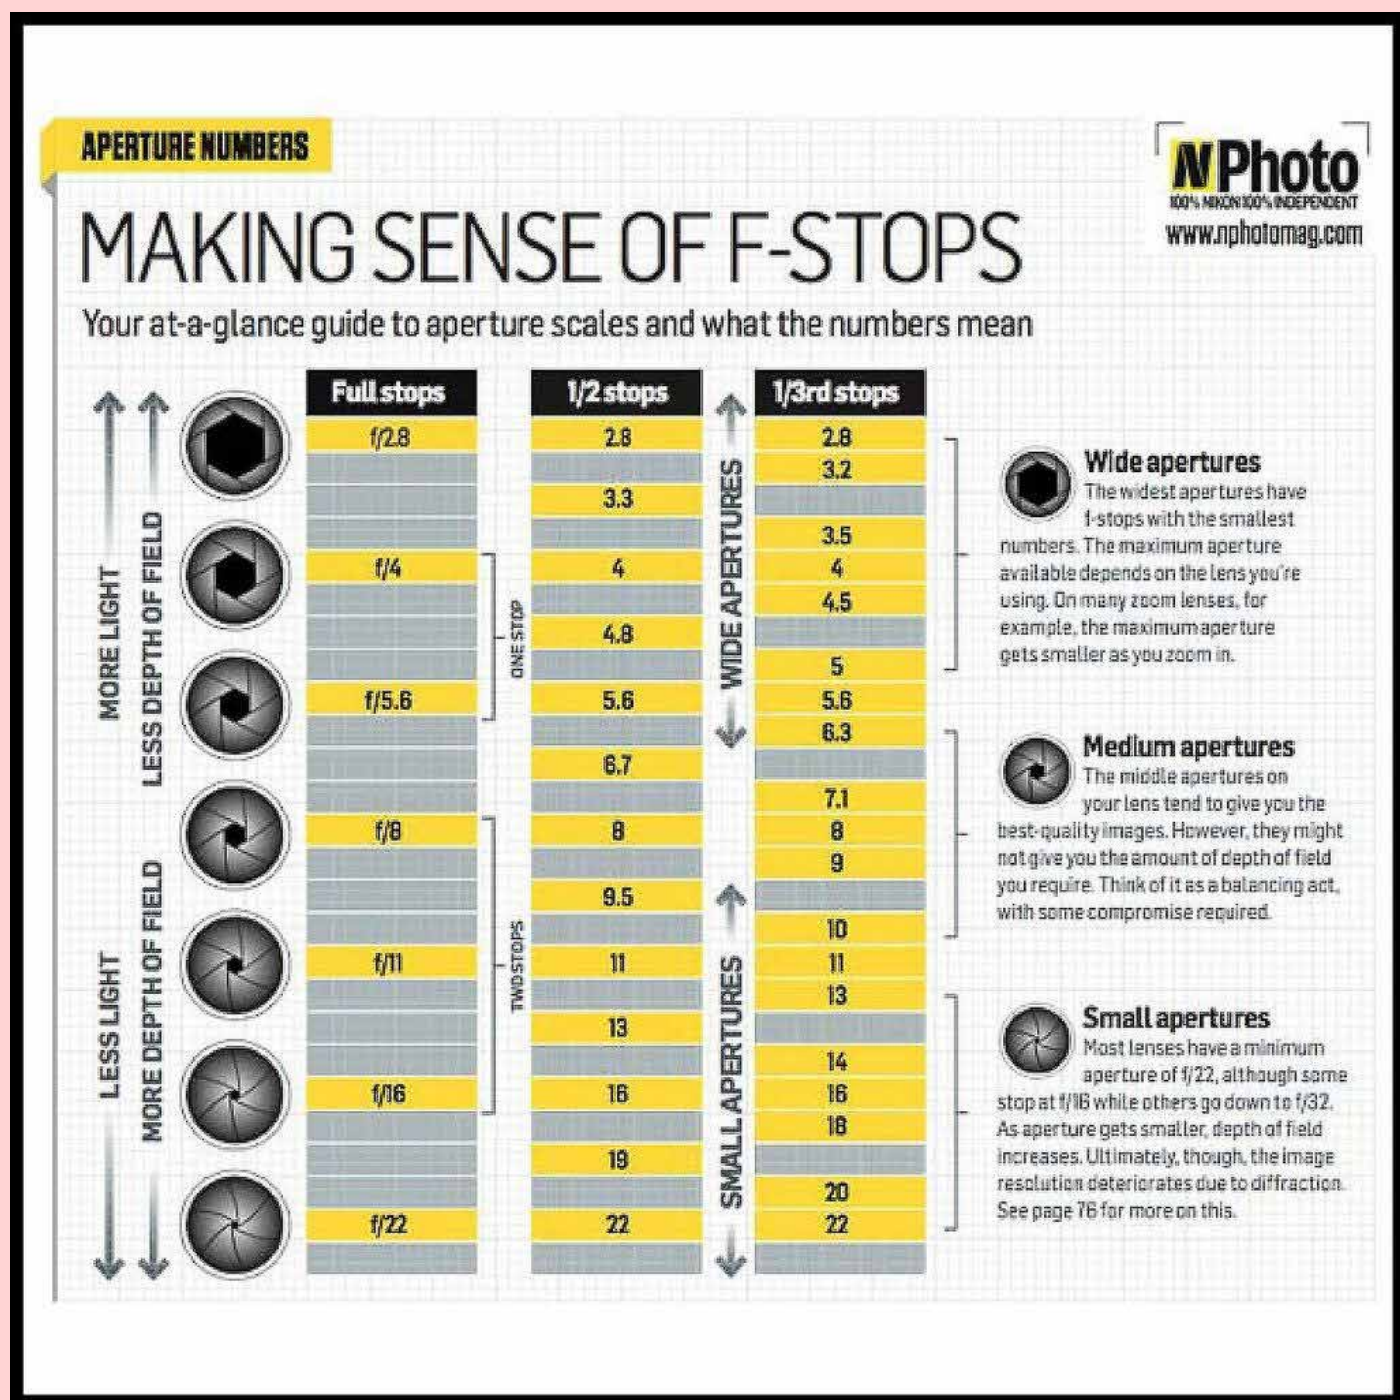 APERTURE NUMBERS
NPhoto
100% NIKON 100% INDEPENDENT
www.nphotomag.com
MAKING SENSE OF F-STOPS
Your at-a-glance guide to aperture scales and what the numbers mean
MORE LIGHT
LESS DEPTH OF FIELD
LESS LIGHT
MORE DEPTH OF FIELD
Full stops
f/2.8
f/4
f/5.6
f/8
f/11
f/16
f/22
ONE STOP
TWO STOPS
1/2 stops
2.8
3.3
4
4.8
5.6
6.7
8
9.5
11
13
16
19
22
WIDE APERTURES
SMALL APERTURES
1/3rd stops
2.8
3.2
3.5
4
4.5
5
5.6
6.3
7.1
8
9
10
11
13
14
16
18
20
22
Wide apertures
The widest apertures have
f-stops with the smallest
numbers. The maximum aperture
available depends on the lens you're
using. On many zoom lenses, for
example, the maximum aperture
gets smaller as you zoom in.
Medium apertures
The middle apertures on
your lens tend to give you the
best-quality images. However, they might
not give you the amount of depth of field
you require. Think of it as a balancing act,
with some compromise required.
Small apertures
Most lenses have a minimum
aperture of f/22, although some
stop at f/16 while others go down to f/32.
As aperture gets smaller, depth of field
increases. Ultimately, though, the image
resolution deteriorates due to diffraction.
See page 76 for more on this.